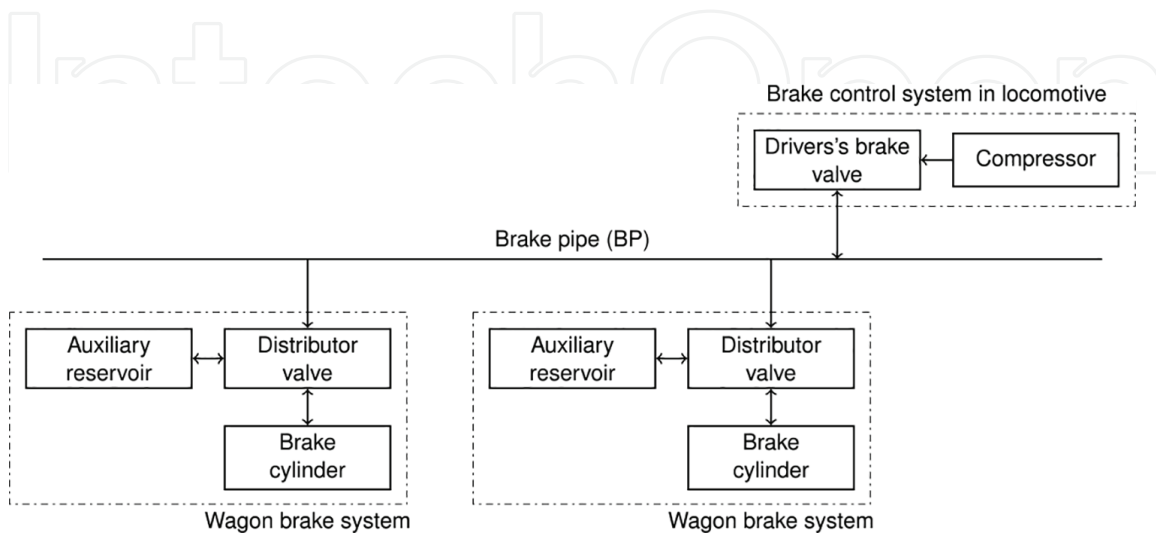 IntechOpen
Brake control system in locomotive
Drivers's brake
valve
Compressor
Brake pipe (BP)
Auxiliary
reservoir
Distributor
valve
Brake
cylinder
Wagon brake system
Auxiliary
reservoir
Distributor
valve
Brake
cylinder
Wagon brake system